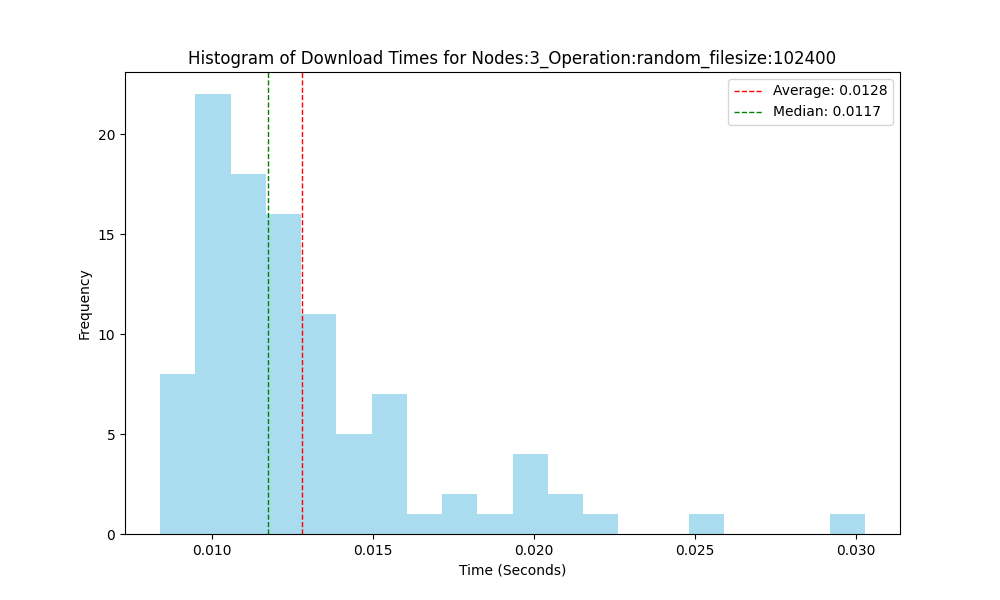 Histogram of Download Times for Nodes:3_Operation:random_filesize:102400
Average: 0.0128
Median: 0.0117
Frequency
20
15
10
5
0
0.010
0.015
0.020
0.025
0.030
Time (Seconds)